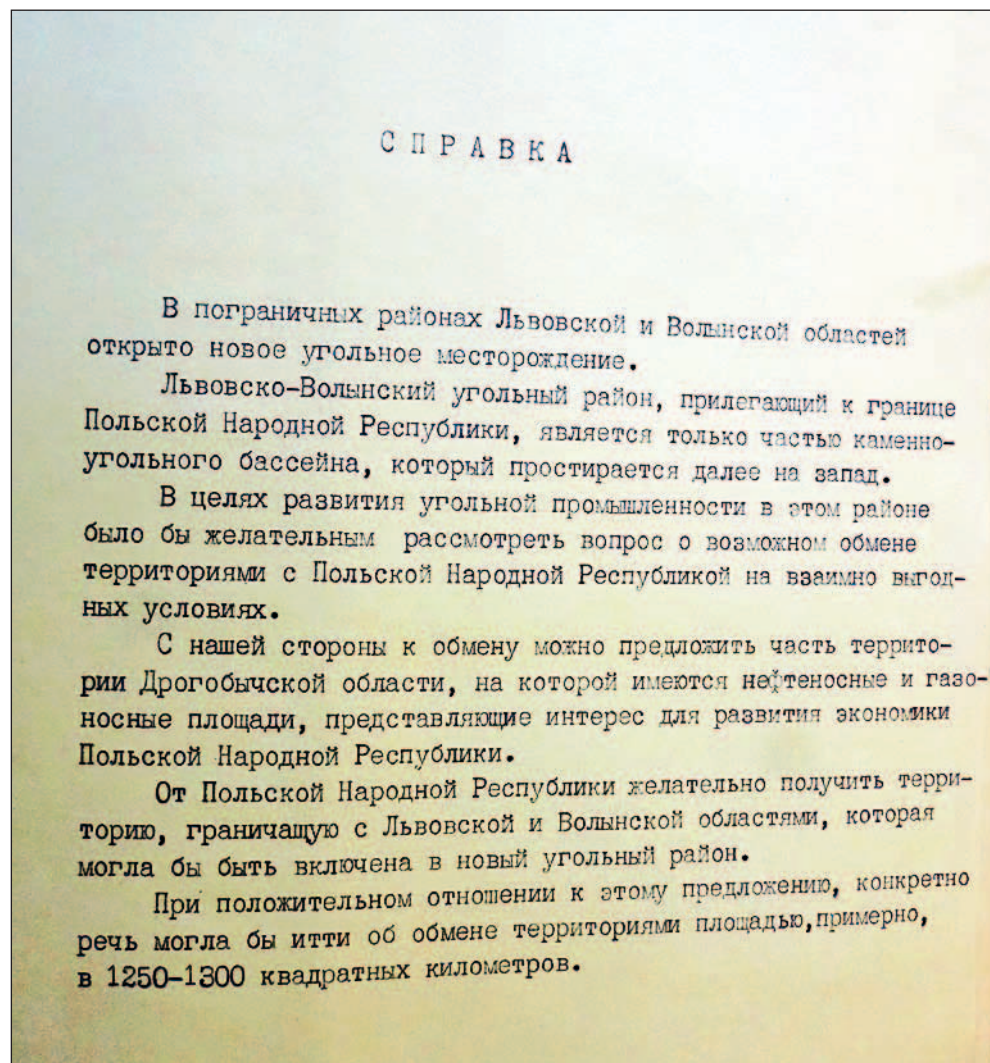 С П Р А В К А
В пограничных районах Львовской и Волынской областей
открыто новое угольное месторождение.
Львовско-Волынский угольный район, прилегающий к границе
Польской Народной Республики, является только частью каменно-
угольного бассейна, который простирается далее на запад.
В целях развития угольной промышленности в этом районе
было бы желательным рассмотреть вопрос о возможном обмене
территориями с Польской Народной Республикой на взаимно выгод-
ных условиях.
С нашей стороны к обмену можно предложить часть террито-
рии Дрогобычской области, на которой имеются нефтеносные и газо-
носные площади, представляющие интерес для развития экономики
Польской Народной Республики.
От Польской Народной Республики желательно получить терри-
торию, граничащую с Львовской и Волынской областями, которая
могла бы быть включена в новый угольный район.
При положительном отношении к этому предложению, конкретно
речь могла бы итти об обмене территориями площадью,примерно,
в 1250-1300 квадратных километров.